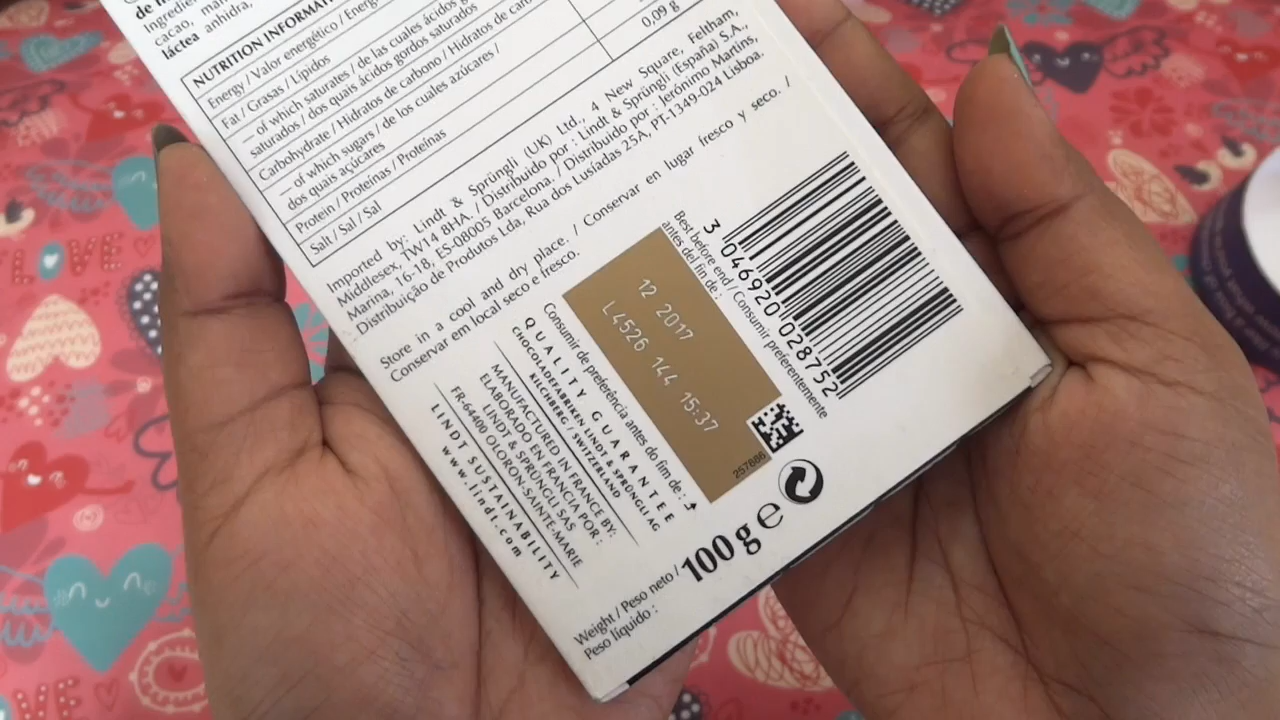 de l
ingredie
cacao, man
láctea anhidra,
NUTRITION INFORMAT
Energy / Valor energético / Energ
Fat / Grasas / Lípidos
— of which saturates / de las cuales ácidos g
saturados / dos quais ácidos gordos saturados
Carbohydrate / Hidratos de carbono / Hidratos de carb
— of which sugars / de los cuales azúcares /
dos quais açúcares
Protein / Proteínas / Proteínas
Salt / Sal / Sal
0,09 g
Imported by: Lindt & Sprüngli (UK) Ltd., 4 New Square, Feltham,
Middlesex, TW14 8HA. / Distribuido por : Lindt & Sprüngli (España) S.A.,
Marina, 16-18, ES-08005 Barcelona. / Distribuído por : Jerónimo Martins,
Distribuição de Produtos Lda, Rua dos Lusíadas 25A, PT-1349-024 Lisboa.
Store in a cool and dry place. / Conservar en lugar fresco y seco. /
Conservar em local seco e fresco.
Best before end / Consumir preferentemente
antes del fin de :
12 2017
L4526 144 15:37
Consumir de preferência antes do fim de :
257886
3 046920 028752
QUALITY GUARANTEE
CHOCOLADEFABRIKEN LINDT & SPRÜNGLI AG
KILCHBERG / SWITZERLAND
MANUFACTURED IN FRANCE BY:
ELABORADO EN FRANCIA POR :
LINDT & SPRÜNGLI SAS
FR-64400 OLORON-SAINTE-MARIE
LINDT SUSTAINABILITY
www.lindt.com
Weight / Peso neto /
Peso líquido :
100 g e
LOVE
LOVE